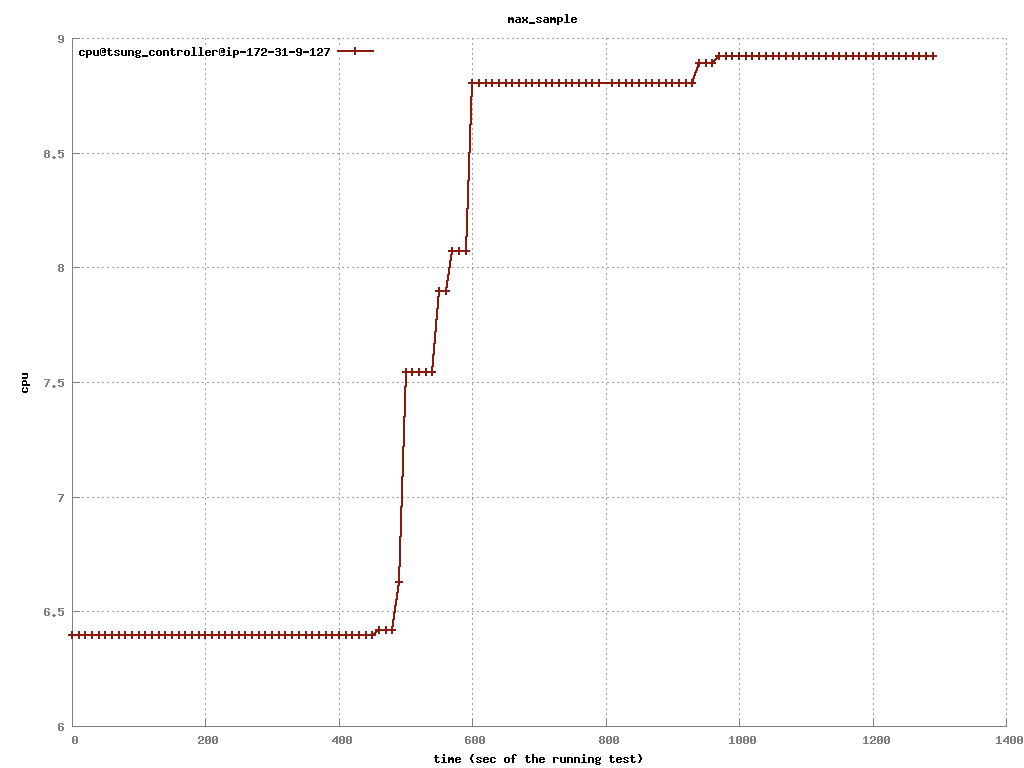 max_sample
cpu@tsung_controller@ip-172-31-9-127
9
8.5
8
7.5
7
6.5
6
cpu
0 200 400 600 800 1000 1200 1400
time (sec of the running test)